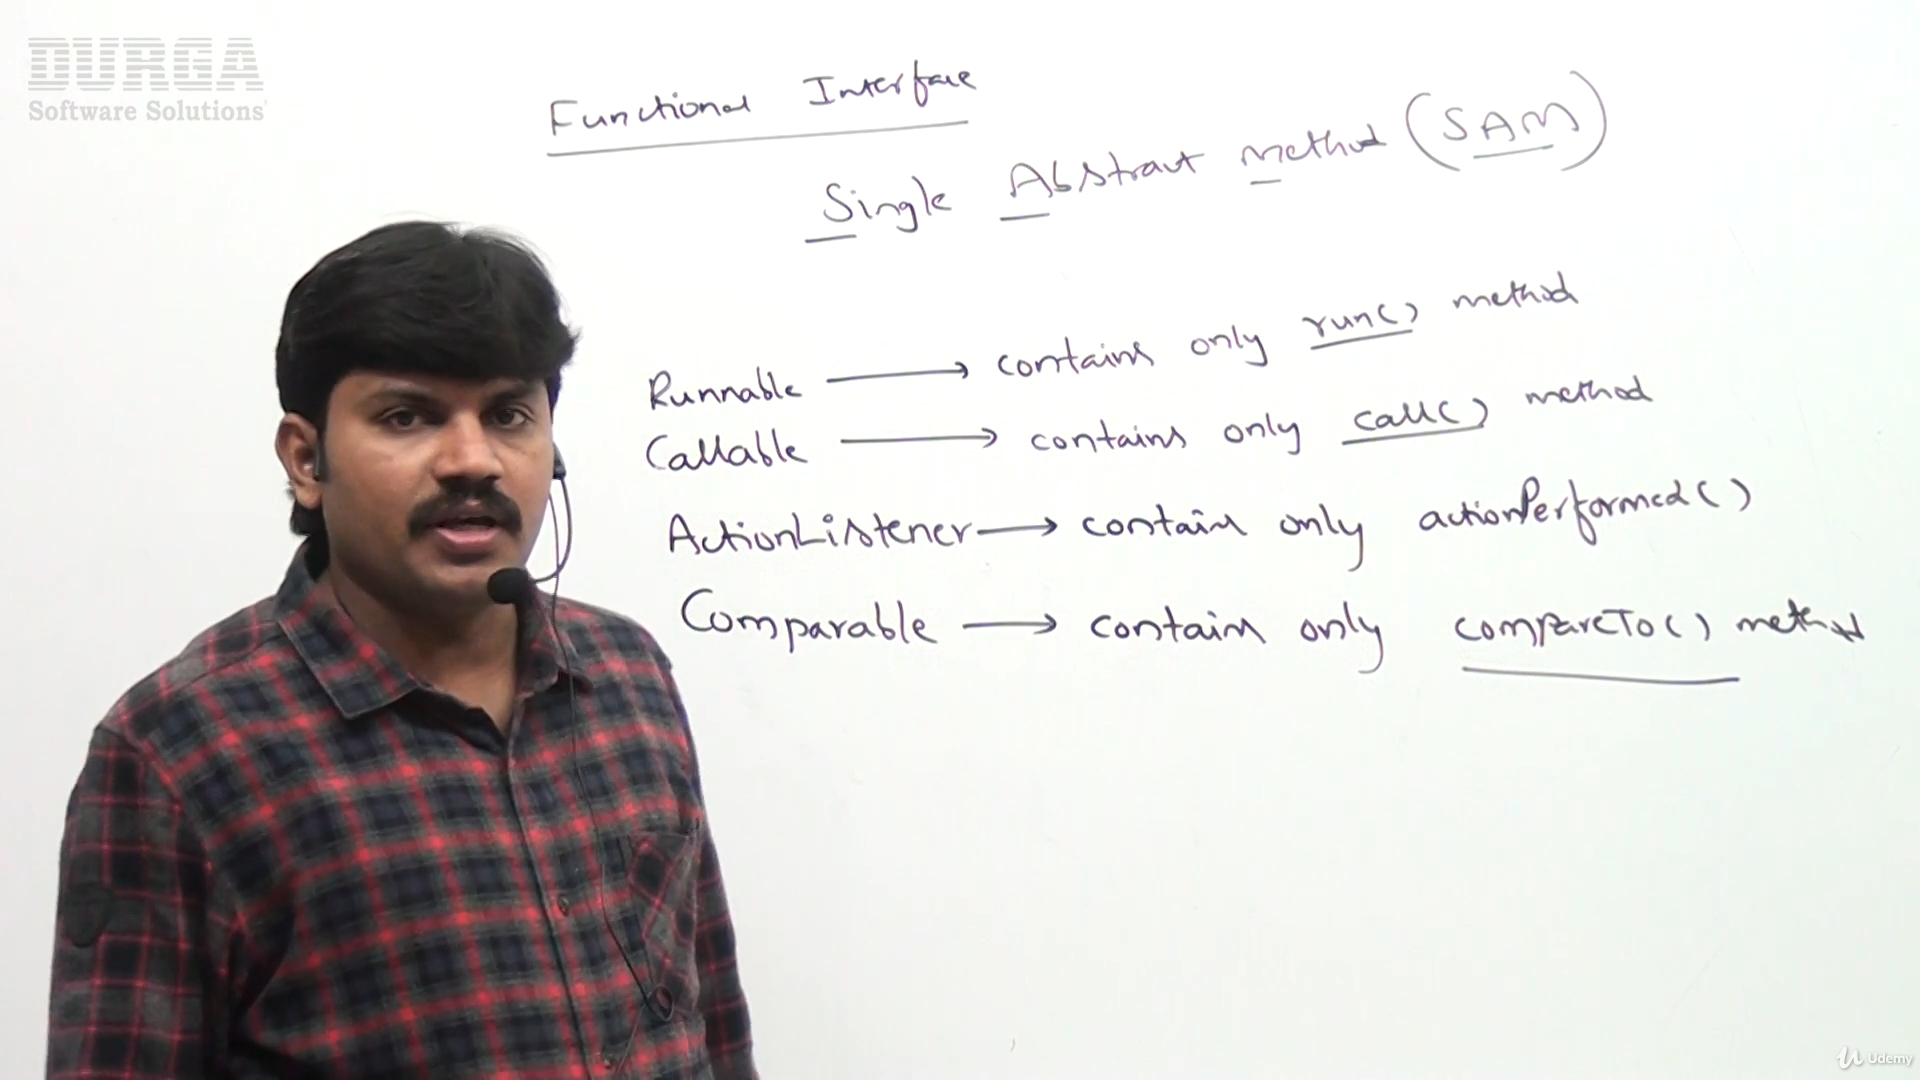 DURGA
Software Solutions
Functional Interface
Single Abstract Method (SAM)
Runnable → contains only run() method
Callable → contains only call() method
ActionListener → contain only actionPerformed()
Comparable → contain only compareTo() method
Udemy